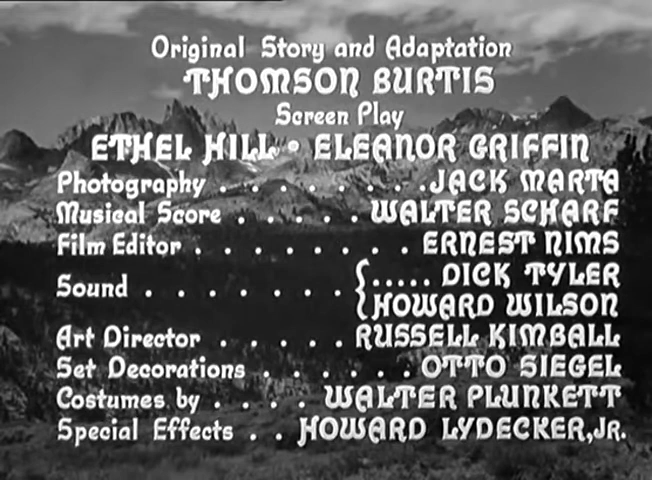 Original Story and Adaptation
THOMSON BURTIS
Screen Play
ETHEL HILL • ELEANOR GRIFFIN
Photography . . . . . . . . JACK MARTA
Musical Score . . . . . WALTER SCHARF
Film Editor . . . . . . . . ERNEST NIMS
Sound . . . . . . . { ..... DICK TYLER
HOWARD WILSON
Art Director . . . . . RUSSELL KIMBALL
Set Decorations . . . . . . OTTO SIEGEL
Costumes by . . . . WALTER PLUNKETT
Special Effects . . HOWARD LYDECKER, JR.